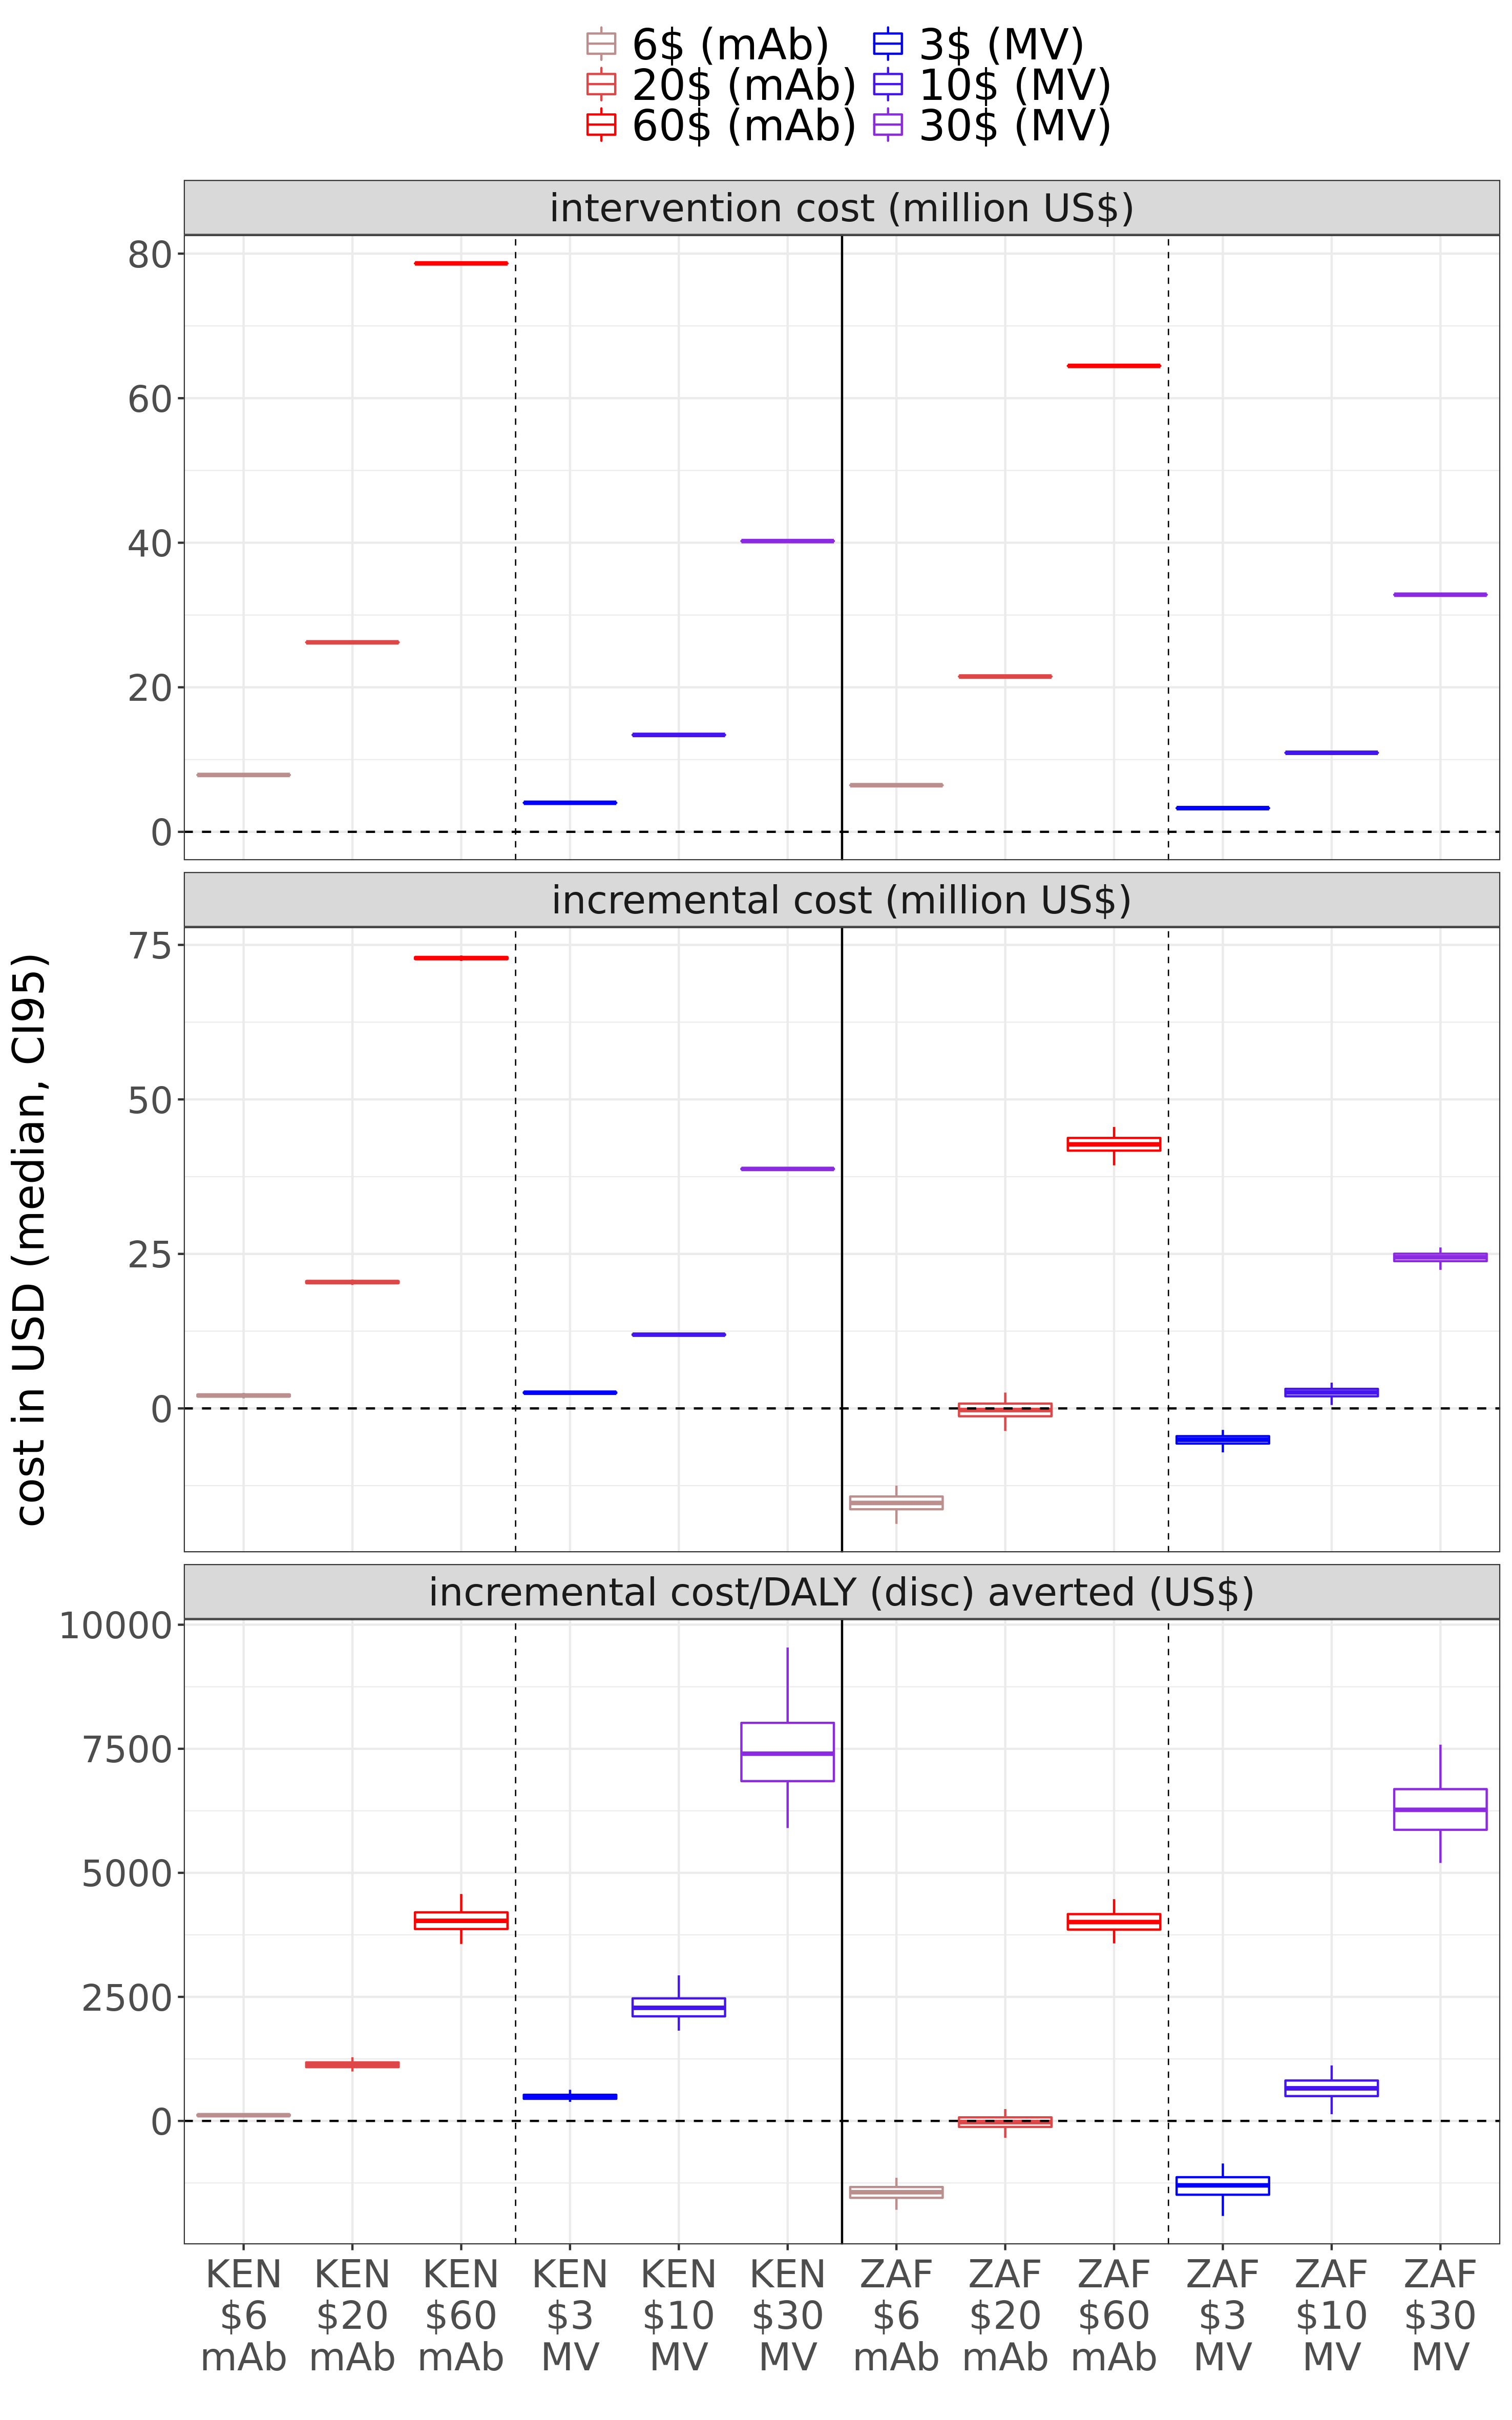 6$ (mAb) 3$ (MV)
20$ (mAb) 10$ (MV)
60$ (mAb) 30$ (MV)
cost in USD (median, CI95)
intervention cost (million US$)
80
60
40
20
0
incremental cost (million US$)
75
50
25
0
incremental cost/DALY (disc) averted (US$)
10000
7500
5000
2500
0
KEN KEN KEN KEN KEN KEN ZAF ZAF ZAF ZAF ZAF ZAF
$6 $20 $60 $3 $10 $30 $6 $20 $60 $3 $10 $30
mAb mAb mAb MV MV MV mAb mAb mAb MV MV MV